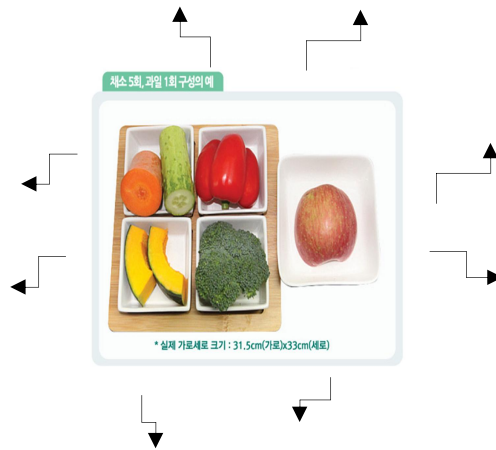 채소 5회, 과일 1회 구성의 예
* 실제 가로세로 크기 : 31.5cm(가로)x33cm(세로)